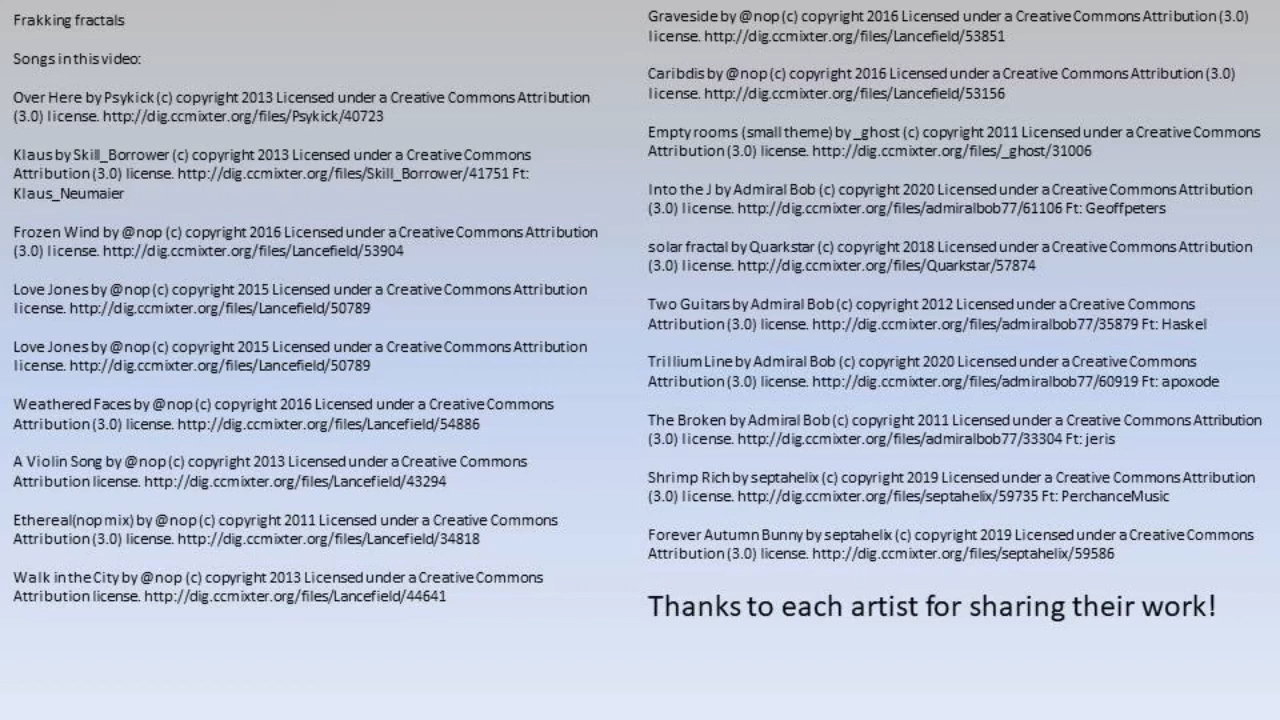 Frakking fractals
Songs in this video:
Over Here by Psykick (c) copyright 2013 Licensed under a Creative Commons Attribution
(3.0) license. http://dig.ccmixter.org/files/Psykick/40723
Klaus by Skill_Borrower (c) copyright 2013 Licensed under a Creative Commons
Attribution (3.0) license. http://dig.ccmixter.org/files/Skill_Borrower/41751 Ft:
Klaus_Neumaier
Frozen Wind by @nop (c) copyright 2016 Licensed under a Creative Commons Attribution
(3.0) license. http://dig.ccmixter.org/files/Lancefield/53904
Love Jones by @nop (c) copyright 2015 Licensed under a Creative Commons Attribution
license. http://dig.ccmixter.org/files/Lancefield/50789
Love Jones by @nop (c) copyright 2015 Licensed under a Creative Commons Attribution
license. http://dig.ccmixter.org/files/Lancefield/50789
Weathered Faces by @nop (c) copyright 2016 Licensed under a Creative Commons
Attribution (3.0) license. http://dig.ccmixter.org/files/Lancefield/54886
A Violin Song by @nop (c) copyright 2013 Licensed under a Creative Commons
Attribution license. http://dig.ccmixter.org/files/Lancefield/43294
Ethereal(nop mix) by @nop (c) copyright 2011 Licensed under a Creative Commons
Attribution (3.0) license. http://dig.ccmixter.org/files/Lancefield/34818
Walk in the City by @nop (c) copyright 2013 Licensed under a Creative Commons
Attribution license. http://dig.ccmixter.org/files/Lancefield/44641
Graveside by @nop (c) copyright 2016 Licensed under a Creative Commons Attribution (3.0)
license. http://dig.ccmixter.org/files/Lancefield/53851
Caribdis by @nop (c) copyright 2016 Licensed under a Creative Commons Attribution (3.0)
license. http://dig.ccmixter.org/files/Lancefield/53156
Empty rooms (small theme) by _ghost (c) copyright 2011 Licensed under a Creative Commons
Attribution (3.0) license. http://dig.ccmixter.org/files/_ghost/31006
Into the J by Admiral Bob (c) copyright 2020 Licensed under a Creative Commons Attribution
(3.0) license. http://dig.ccmixter.org/files/admiralbob77/61106 Ft: Geoffpeters
solar fractal by Quarkstar (c) copyright 2018 Licensed under a Creative Commons Attribution
(3.0) license. http://dig.ccmixter.org/files/Quarkstar/57874
Two Guitars by Admiral Bob (c) copyright 2012 Licensed under a Creative Commons
Attribution (3.0) license. http://dig.ccmixter.org/files/admiralbob77/35879 Ft: Haskel
Trillium Line by Admiral Bob (c) copyright 2020 Licensed under a Creative Commons
Attribution (3.0) license. http://dig.ccmixter.org/files/admiralbob77/60919 Ft: apoxode
The Broken by Admiral Bob (c) copyright 2011 Licensed under a Creative Commons Attribution
(3.0) license. http://dig.ccmixter.org/files/admiralbob77/33304 Ft: jeris
Shrimp Rich by septahelix (c) copyright 2019 Licensed under a Creative Commons Attribution
(3.0) license. http://dig.ccmixter.org/files/septahelix/59735 Ft: PerchanceMusic
Forever Autumn Bunny by septahelix (c) copyright 2019 Licensed under a Creative Commons
Attribution (3.0) license. http://dig.ccmixter.org/files/septahelix/59586
Thanks to each artist for sharing their work!